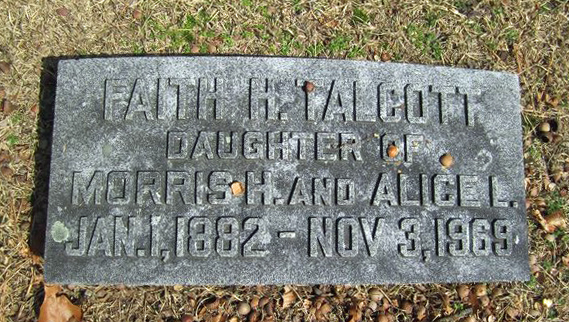 FAITH H. TALCOTT
DAUGHTER OF
MORRIS H. AND ALICE L.
JAN. 1, 1882 - NOV 3, 1969